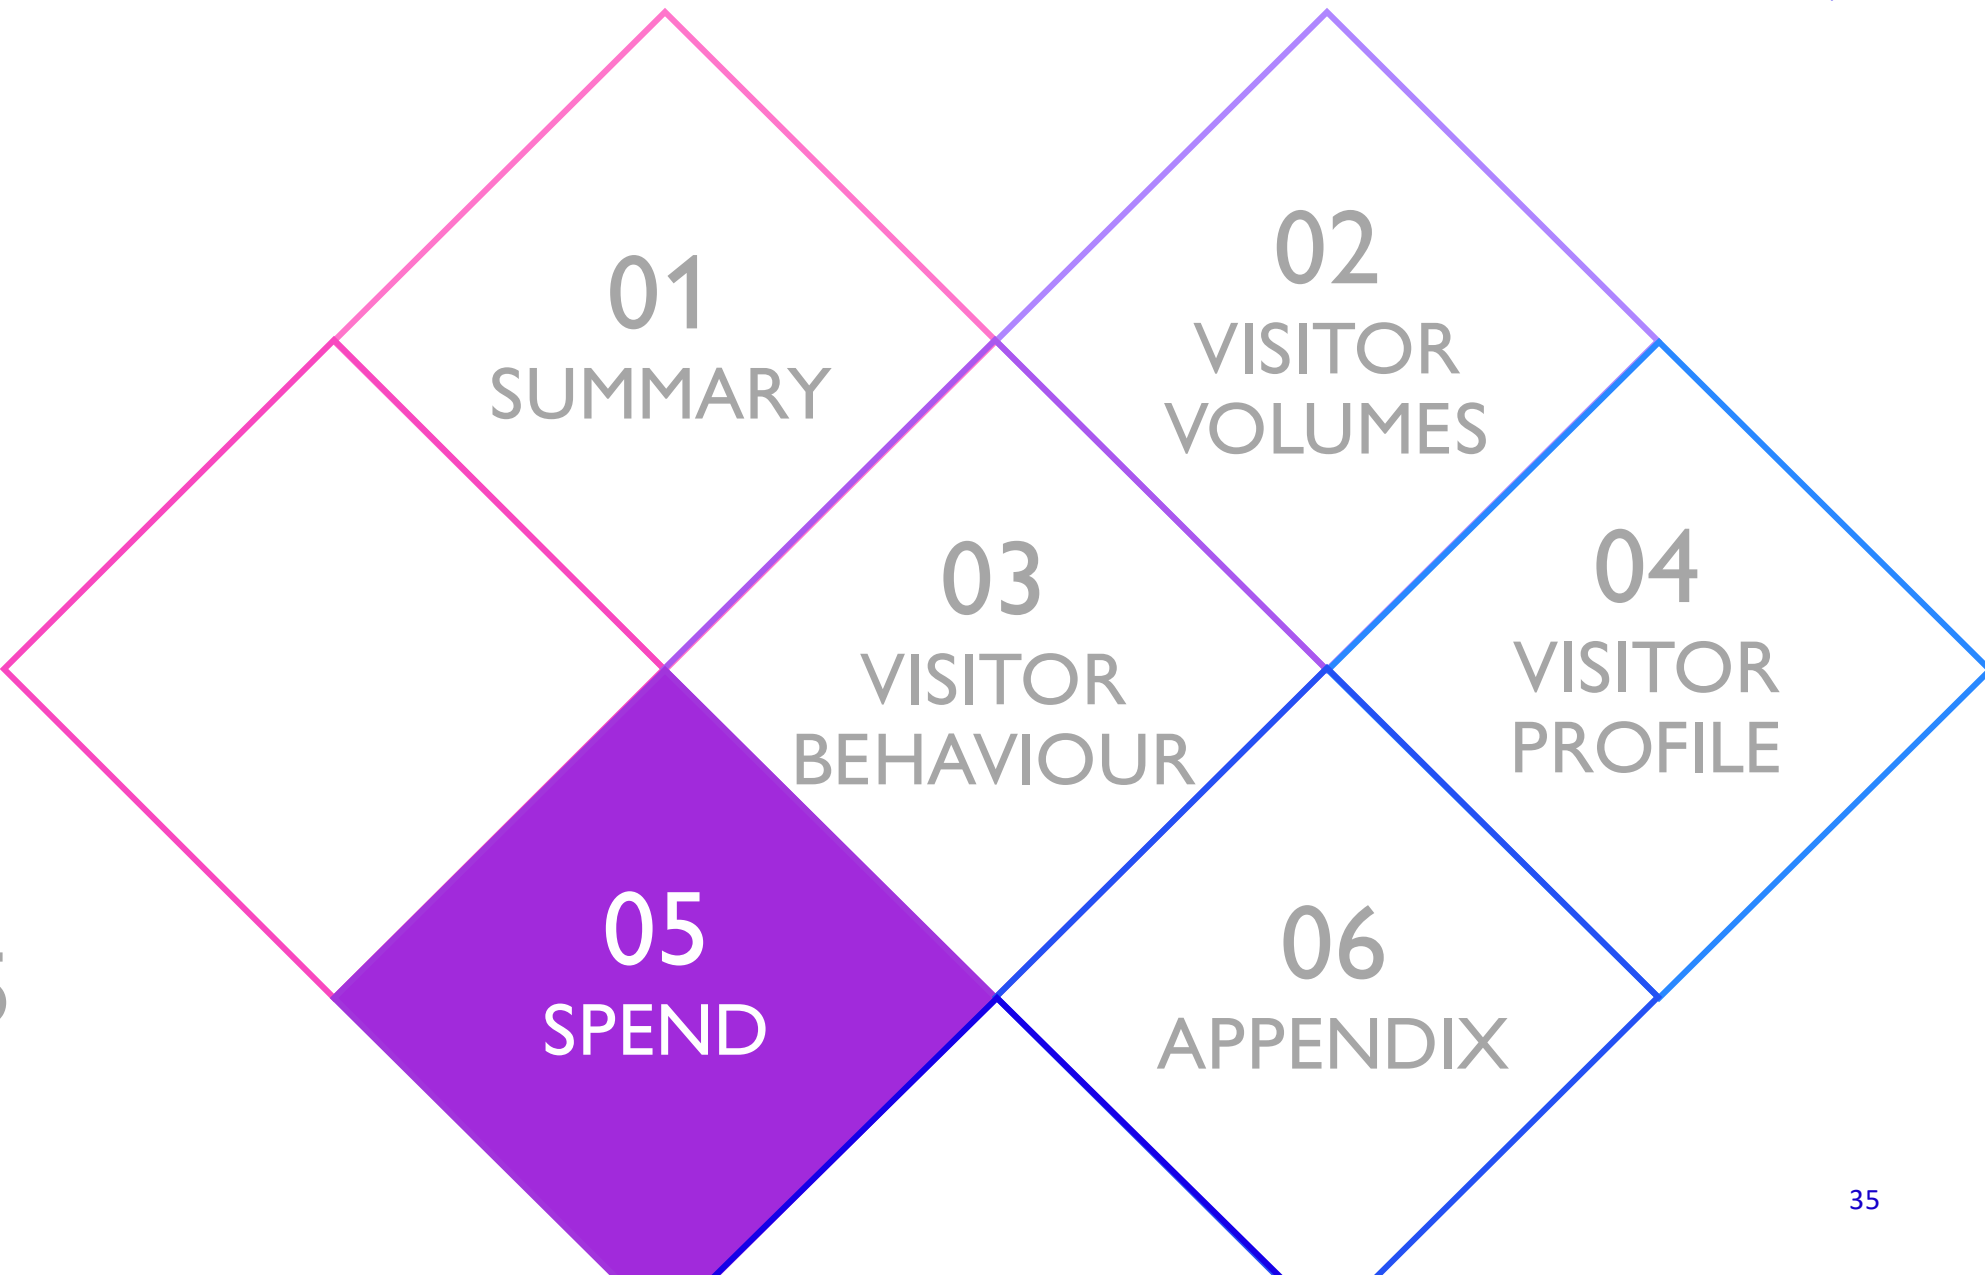 01
SUMMARY
02
VISITOR
VOLUMES
03
VISITOR
BEHAVIOUR
04
VISITOR
PROFILE
05
SPEND
06
APPENDIX
35